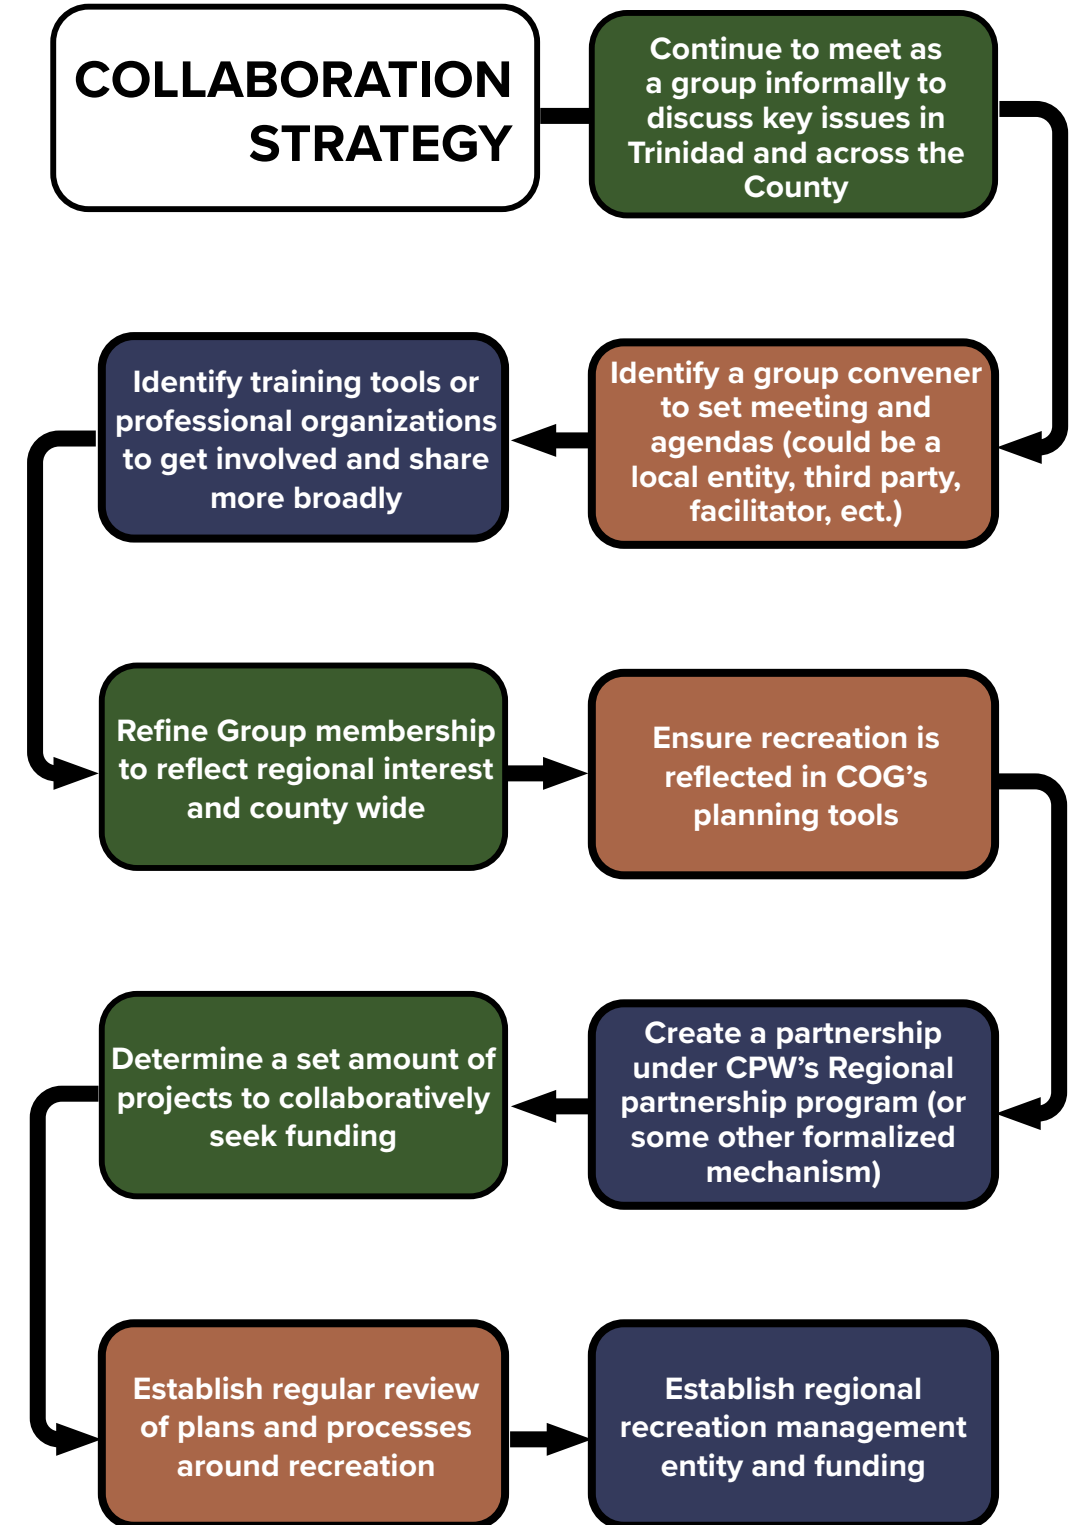 COLLABORATION
STRATEGY
Continue to meet as
a group informally to
discuss key issues in
Trinidad and across the
County
Identify a group convener
to set meeting and
agendas (could be a
local entity, third party,
facilitator, ect.)
Identify training tools or
professional organizations
to get involved and share
more broadly
Refine Group membership
to reflect regional interest
and county wide
Ensure recreation is
reflected in COG’s
planning tools
Create a partnership
under CPW’s Regional
partnership program (or
some other formalized
mechanism)
Determine a set amount of
projects to collaboratively
seek funding
Establish regular review
of plans and processes
around recreation
Establish regional
recreation management
entity and funding